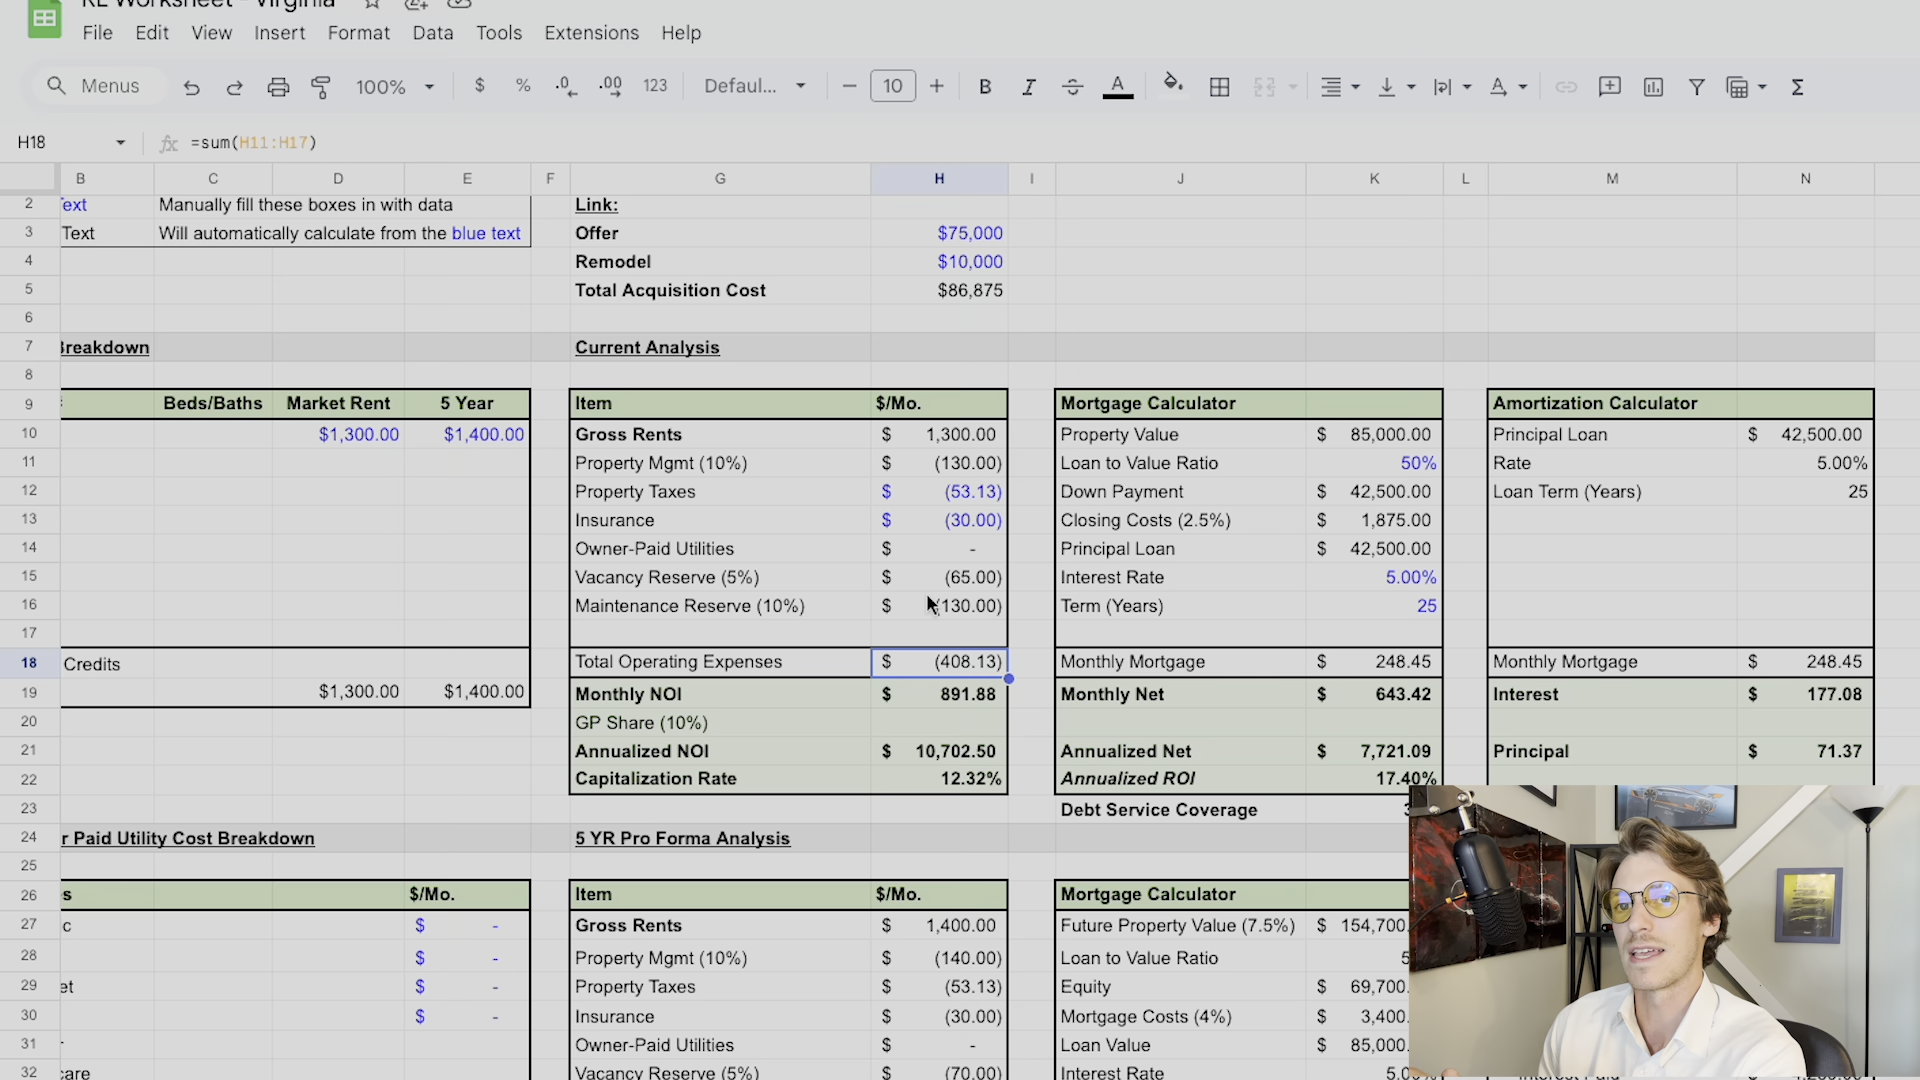 RE Worksheet - Virginia
File Edit View Insert Format Data Tools Extensions Help
Menus 100% $ % .0 .00 123 Defaul... 10 B I A
H18 =sum(H11:H17)
B C D E F G H I J K L M N
2 Manually fill these boxes in with data Link:
3 Text Will automatically calculate from the blue text Offer $75,000
4 Remodel $10,000
5 Total Acquisition Cost $86,875
6
7 Breakdown Current Analysis
8
9 Beds/Baths Market Rent 5 Year Item $/Mo. Mortgage Calculator Amortization Calculator
10 $1,300.00 $1,400.00 Gross Rents $ 1,300.00 Property Value $ 85,000.00 Principal Loan $ 42,500.00
11 Property Mgmt (10%) $ (130.00) Loan to Value Ratio 50% Rate 5.00%
12 Property Taxes $ (53.13) Down Payment $ 42,500.00 Loan Term (Years) 25
13 Insurance $ (30.00) Closing Costs (2.5%) $ 1,875.00
14 Owner-Paid Utilities $ - Principal Loan $ 42,500.00
15 Vacancy Reserve (5%) $ (65.00) Interest Rate 5.00%
16 Maintenance Reserve (10%) $ (130.00) Term (Years) 25
17
18 Credits Total Operating Expenses $ (408.13) Monthly Mortgage $ 248.45 Monthly Mortgage $ 248.45
19 $1,300.00 $1,400.00 Monthly NOI $ 891.88 Monthly Net $ 643.42 Interest $ 177.08
20 GP Share (10%)
21 Annualized NOI $ 10,702.50 Annualized Net $ 7,721.09 Principal $ 71.37
22 Capitalization Rate 12.32% Annualized ROI 17.40%
23 Debt Service Coverage
24 r Paid Utility Cost Breakdown 5 YR Pro Forma Analysis
25
26 s $/Mo. Item $/Mo. Mortgage Calculator
27 c $ - Gross Rents $ 1,400.00 Future Property Value (7.5%) $ 154,700.
28 $ - Property Mgmt (10%) $ (140.00) Loan to Value Ratio 5
29 et $ - Property Taxes $ (53.13) Equity $ 69,700.
30 $ - Insurance $ (30.00) Mortgage Costs (4%) $ 3,400.
31 Owner-Paid Utilities $ - Loan Value $ 85,000.
32 care Vacancy Reserve (5%) $ (70.00) Interest Rate 5.0